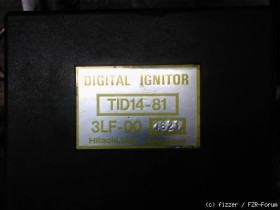 DIGITAL IGNITOR
TID14-81
3LF-00
Hitachi
(c) fizzer / FZR-Forum